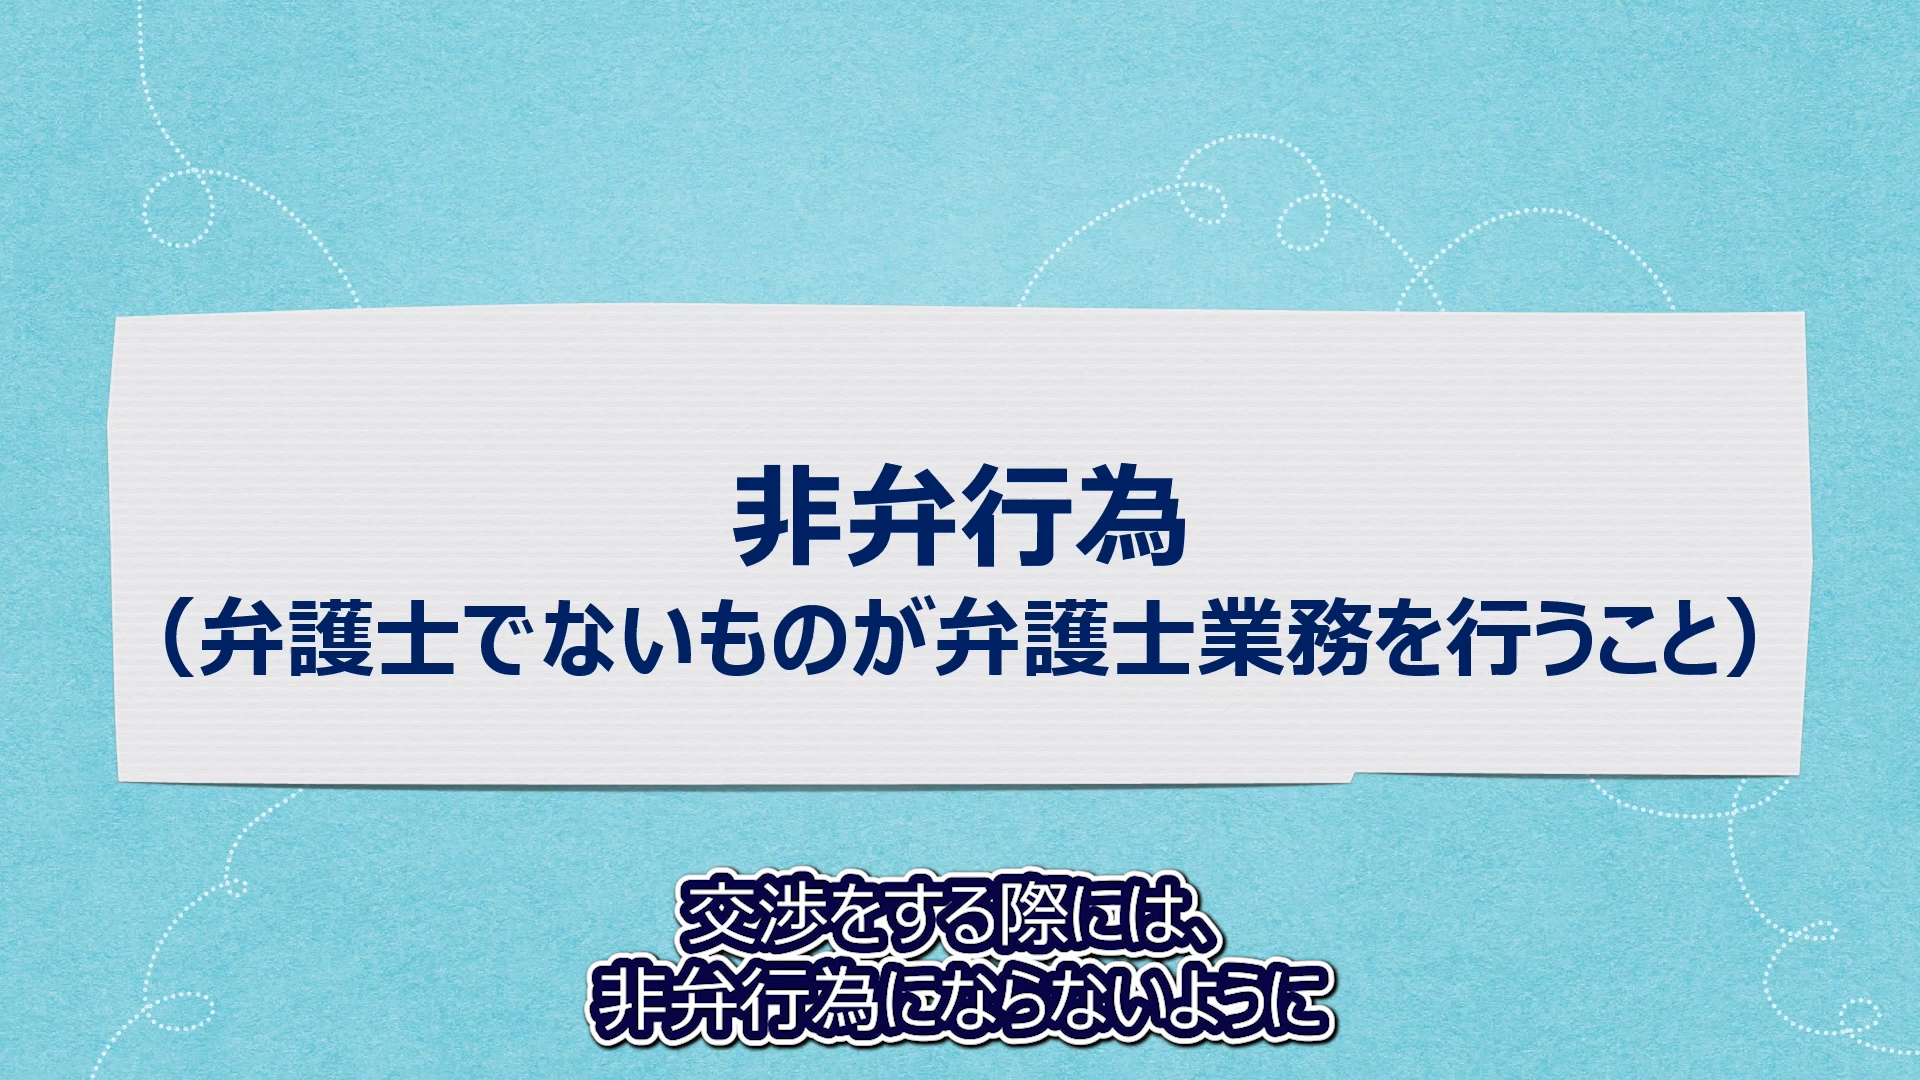 非弁行為
（弁護士でないものが弁護士業務を行うこと）
交渉をする際には、
非弁行為にならないように